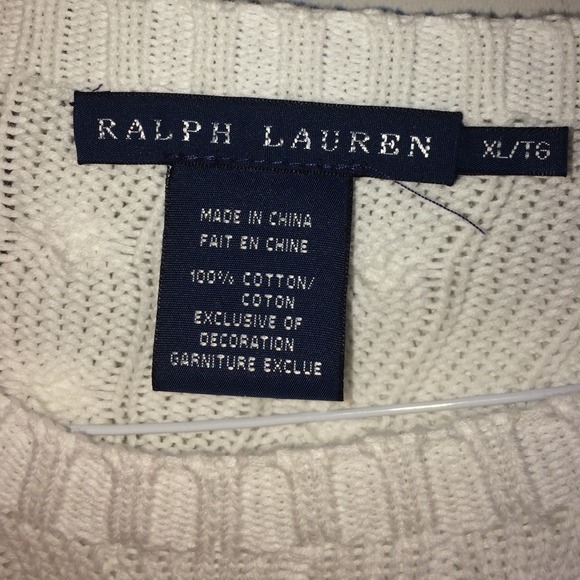 RALPH LAUREN
XL/TG
MADE IN CHINA
FAIT EN CHINE
100% COTTON/
COTON
EXCLUSIVE OF
DECORATION
GARNITURE EXCLUE